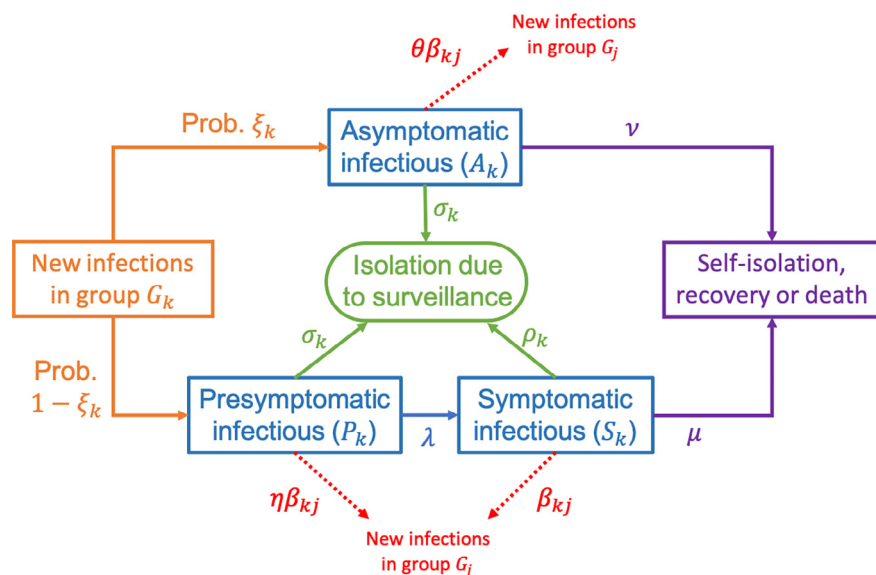 New infections
in group G_j
θβ_kj
Prob. ξ_k
Asymptomatic
infectious (A_k)
ν
σ_k
New infections
in group G_k
Isolation due
to surveillance
Self-isolation,
recovery or death
σ_k
ρ_k
Prob.
1 − ξ_k
Presymptomatic
infectious (P_k)
λ
Symptomatic
infectious (S_k)
μ
ηβ_kj
β_kj
New infections
in group G_j